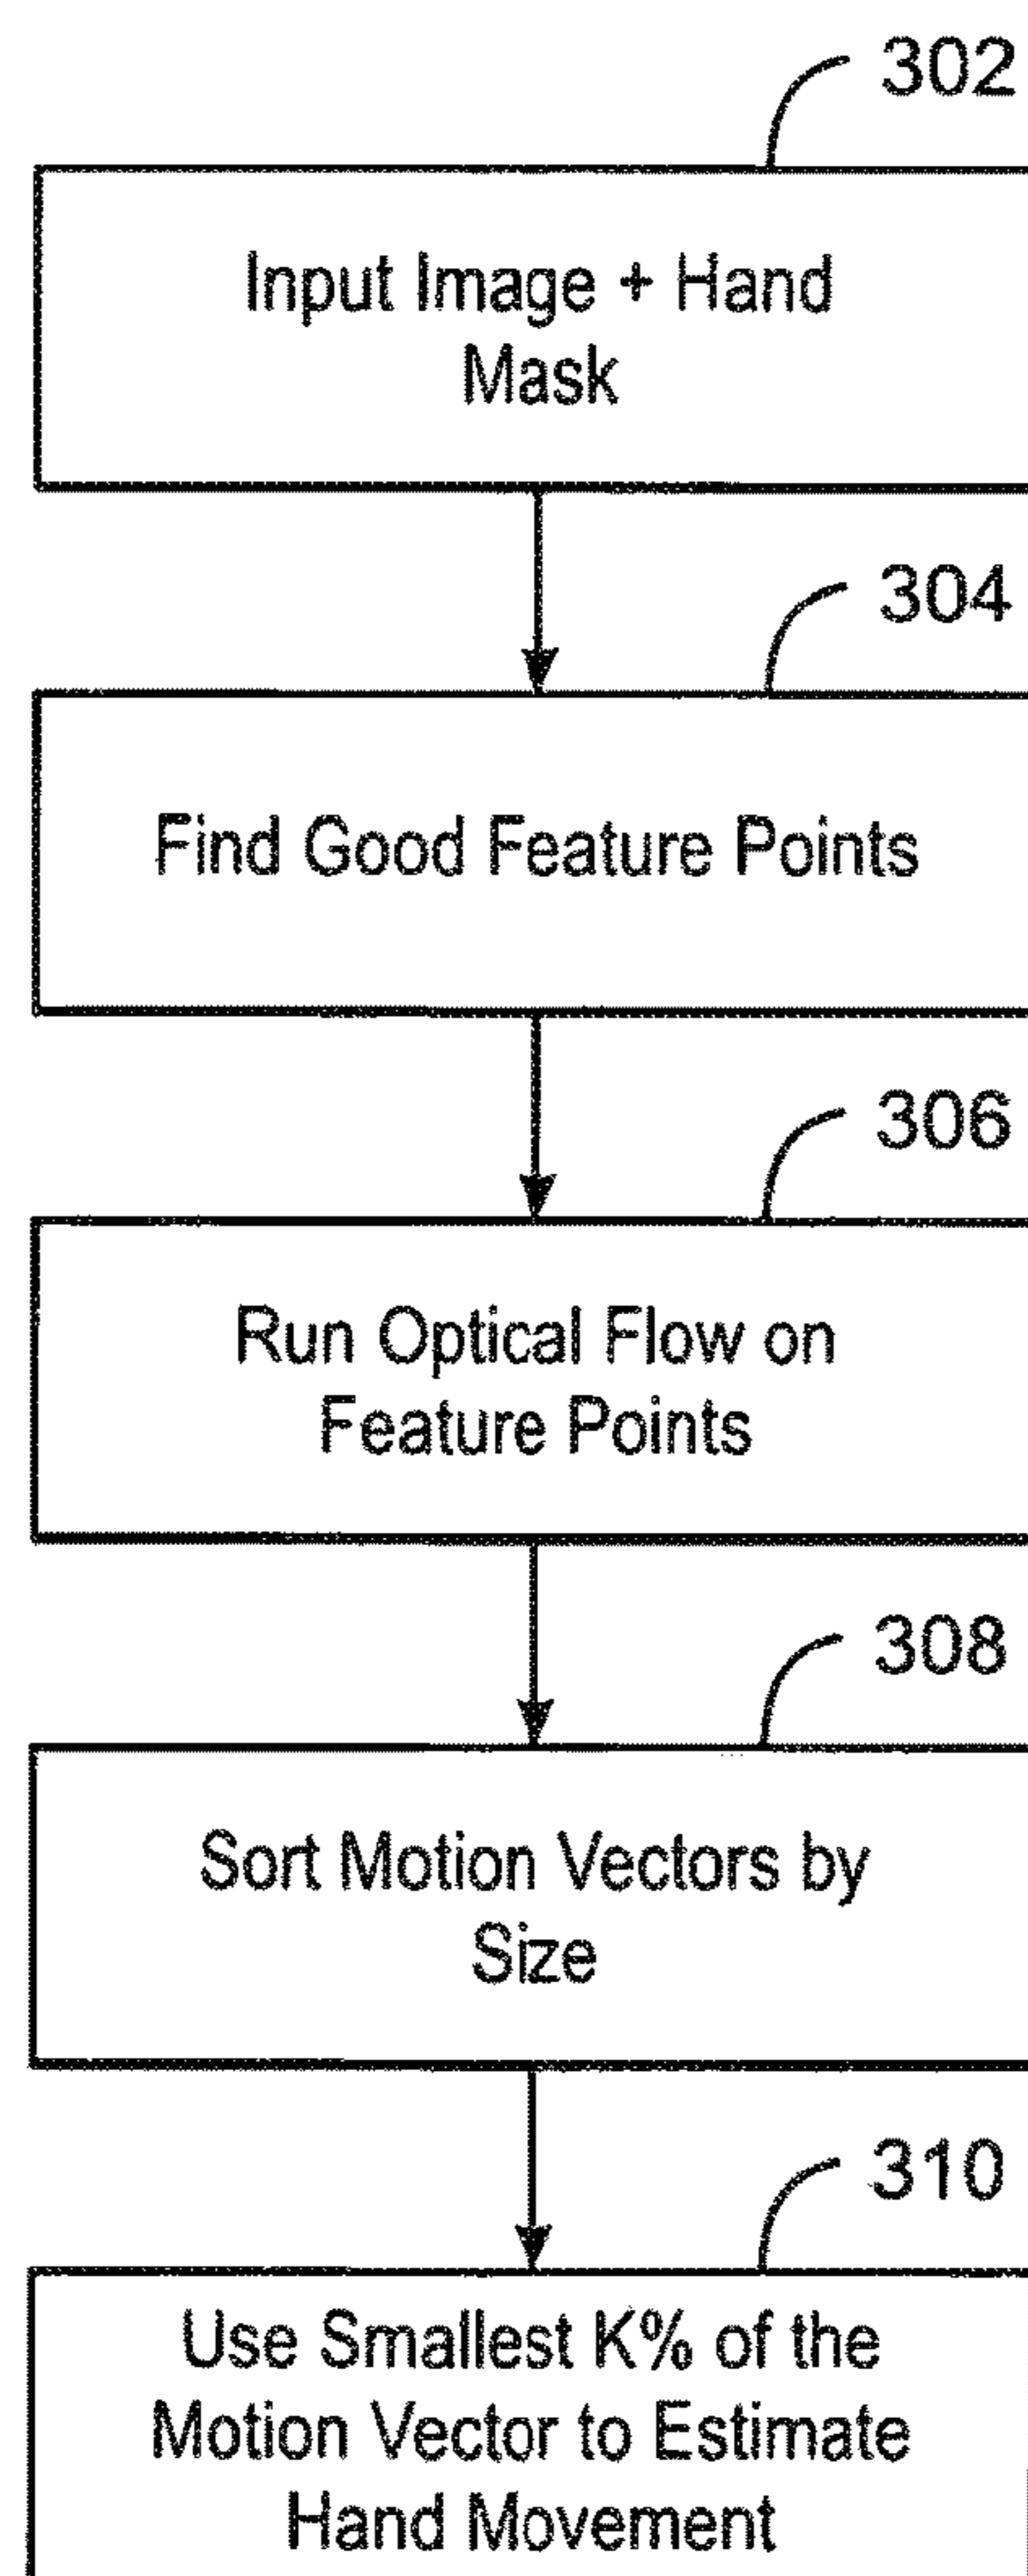 302
Input Image + Hand
Mask
304
Find Good Feature Points
306
Run Optical Flow on
Feature Points
308
Sort Motion Vectors by
Size
310
Use Smallest K% of the
Motion Vector to Estimate
Hand Movement